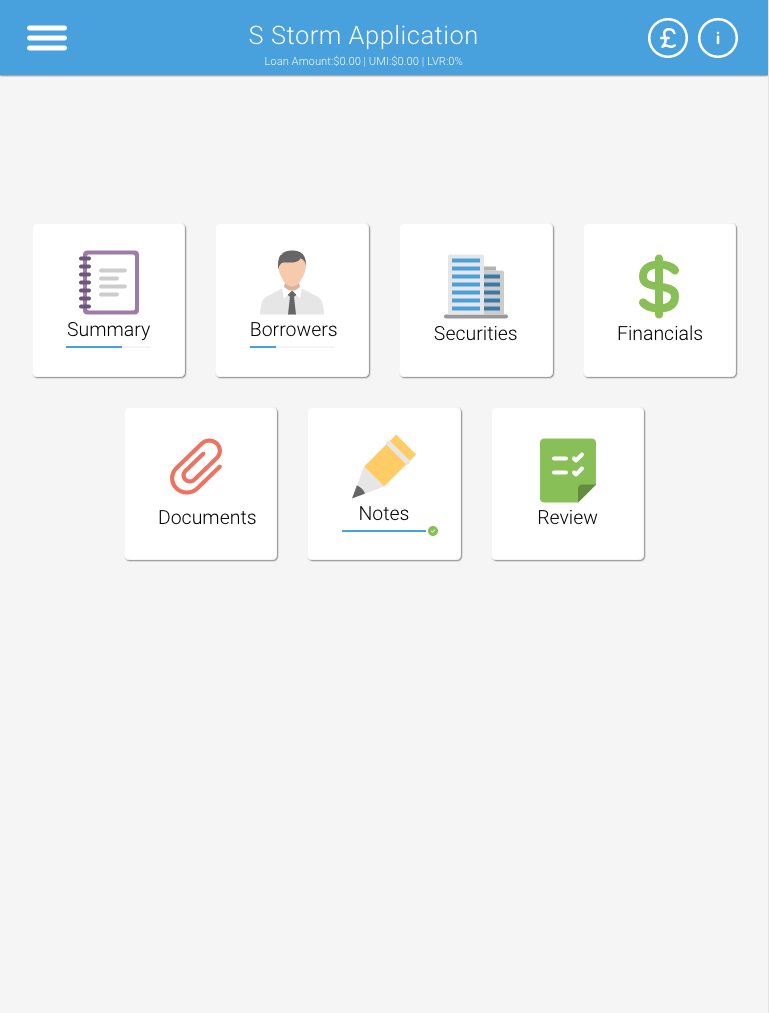 S Storm Application
Loan Amount:$0.00 | UMI:$0.00 | LVR:0%
£
i
Summary
Borrowers
Securities
$
Financials
Documents
Notes
Review